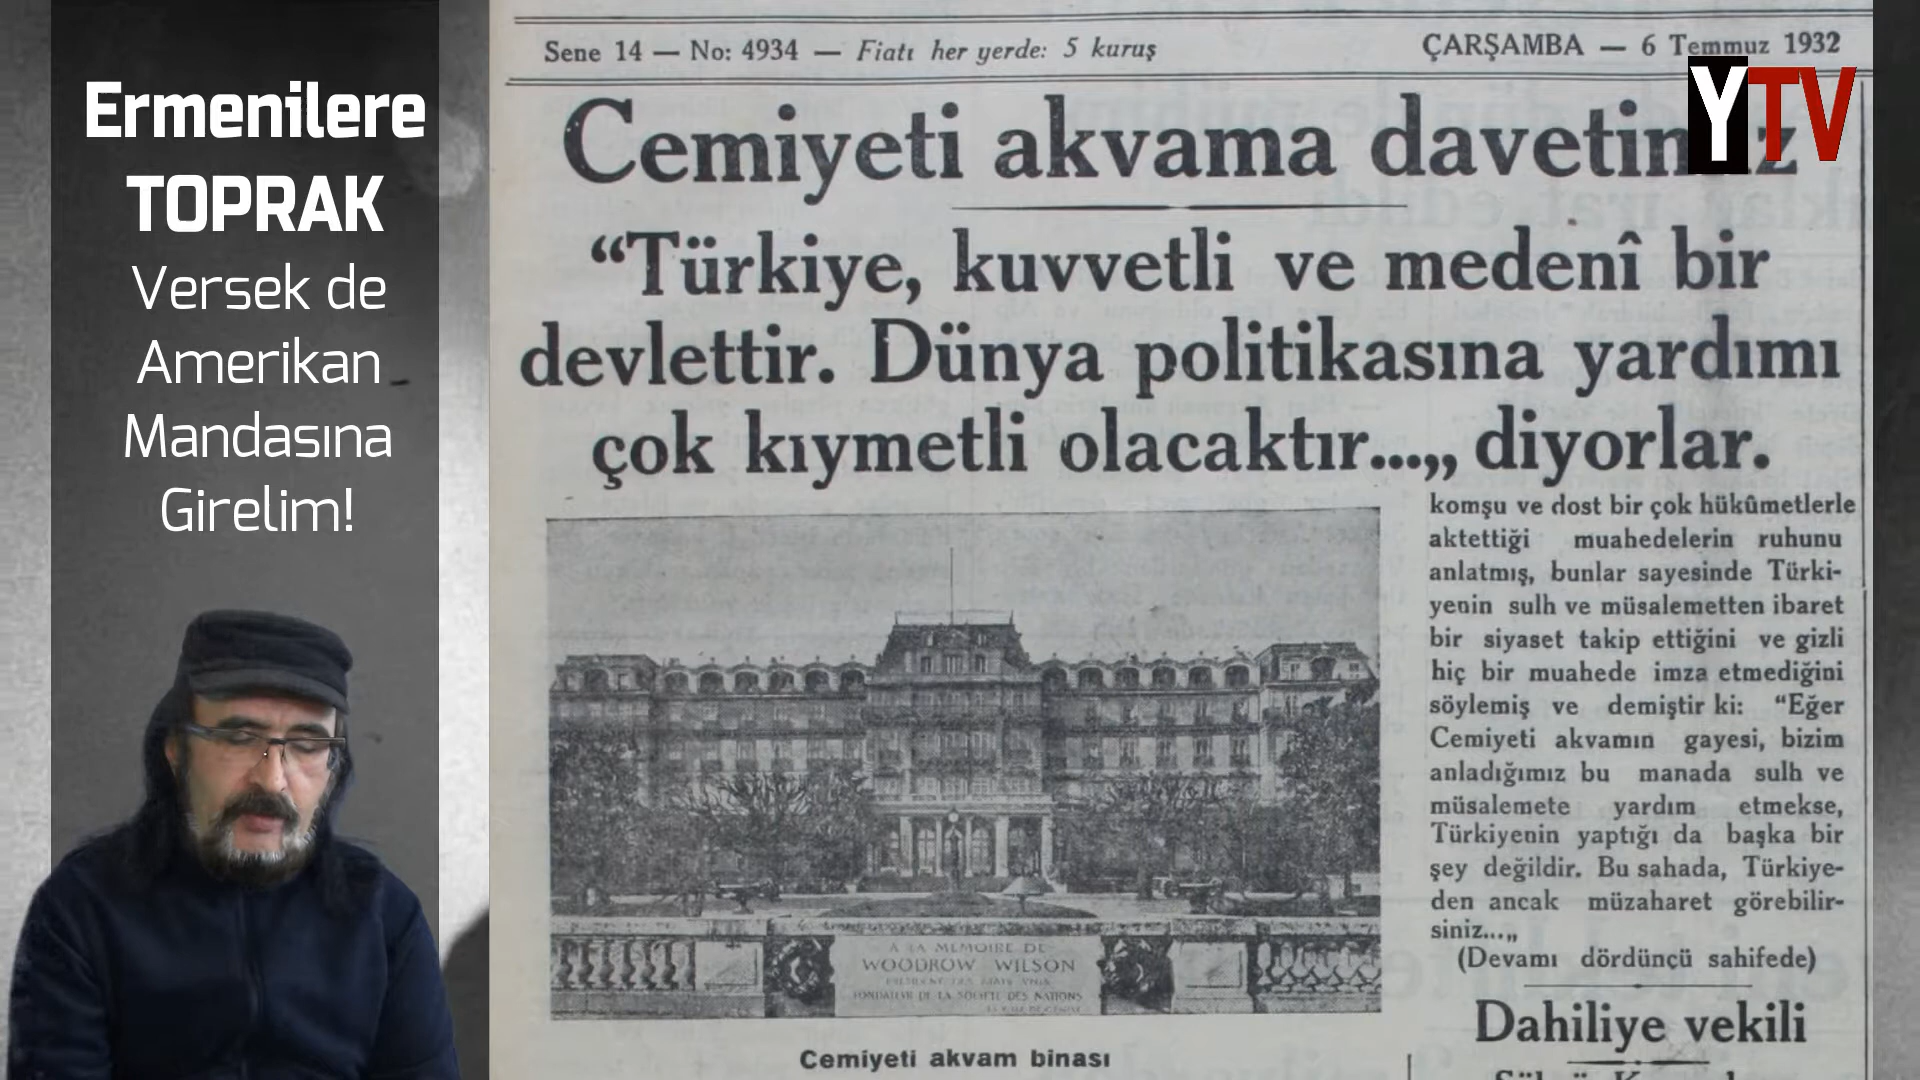 Ermenilere
TOPRAK
Versek de
Amerikan
Mandasına
Girelim!
Sene 14 — No: 4934 — Fiatı her yerde: 5 kuruş
ÇARŞAMBA — 6 Temmuz 1932
YTV
Cemiyeti akvama
“Türkiye, kuvvetli ve medenî bir
devlettir. Dünya politikasına yardımı
çok kıymetli olacaktır...„ diyorlar.
komşu ve dost bir çok hükûmetlerle
aktettiği muahedelerin ruhunu
anlatmış, bunlar sayesinde Türki-
yenin sulh ve müsalemetten ibaret
bir siyaset takip ettiğini ve gizli
hiç bir muahede imza etmediğini
söylemiş ve demiştir ki: “Eğer
Cemiyeti akvamın gayesi, bizim
anladığımız bu manada sulh ve
müsalemete yardım etmekse,
Türkiyenin yaptığı da başka bir
şey değildir. Bu sahada, Türkiye-
den ancak müzaharet görebilir-
siniz...„
(Devamı dördüncü sahifede)
A LA MEMOIRE DE
WOODROW WILSON
FONDATEUR DE LA SOCIETE DES NATIONS
Cemiyeti akvam binası
Dahiliye vekili